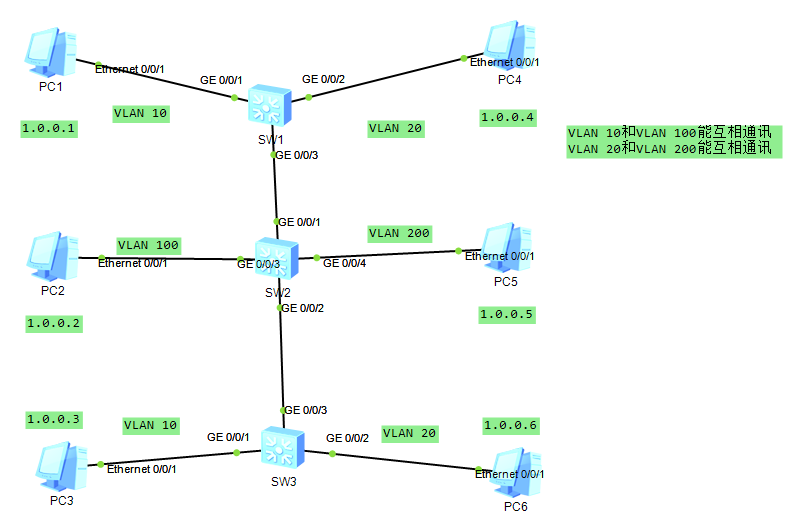 Ethernet 0/0/1
GE 0/0/1
GE 0/0/2
Ethernet 0/0/1
PC1
PC4
VLAN 10
1.0.0.4
1.0.0.1
VLAN 20
SW1
VLAN 10和VLAN 100能互相通讯
VLAN 20和VLAN 200能互相通讯
GE 0/0/3
GE 0/0/1
VLAN 100
VLAN 200
Ethernet 0/0/1
GE 0/0/3
GE 0/0/4
Ethernet 0/0/1
PC2
SW2
PC5
GE 0/0/2
1.0.0.2
1.0.0.5
GE 0/0/3
1.0.0.3
VLAN 10
VLAN 20
1.0.0.6
GE 0/0/1
GE 0/0/2
Ethernet 0/0/1
Ethernet 0/0/1
SW3
PC3
PC6